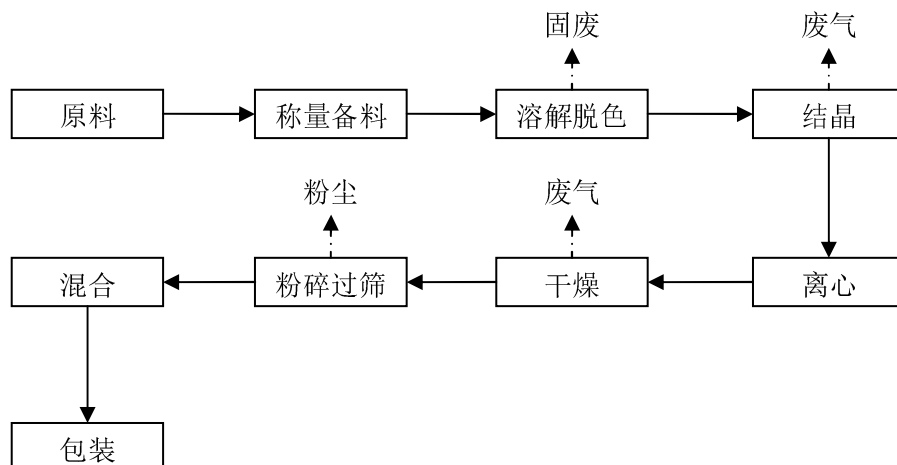 固废 废气
原料 称量备料 溶解脱色 结晶
粉尘 废气
混合 粉碎过筛 干燥 离心
包装